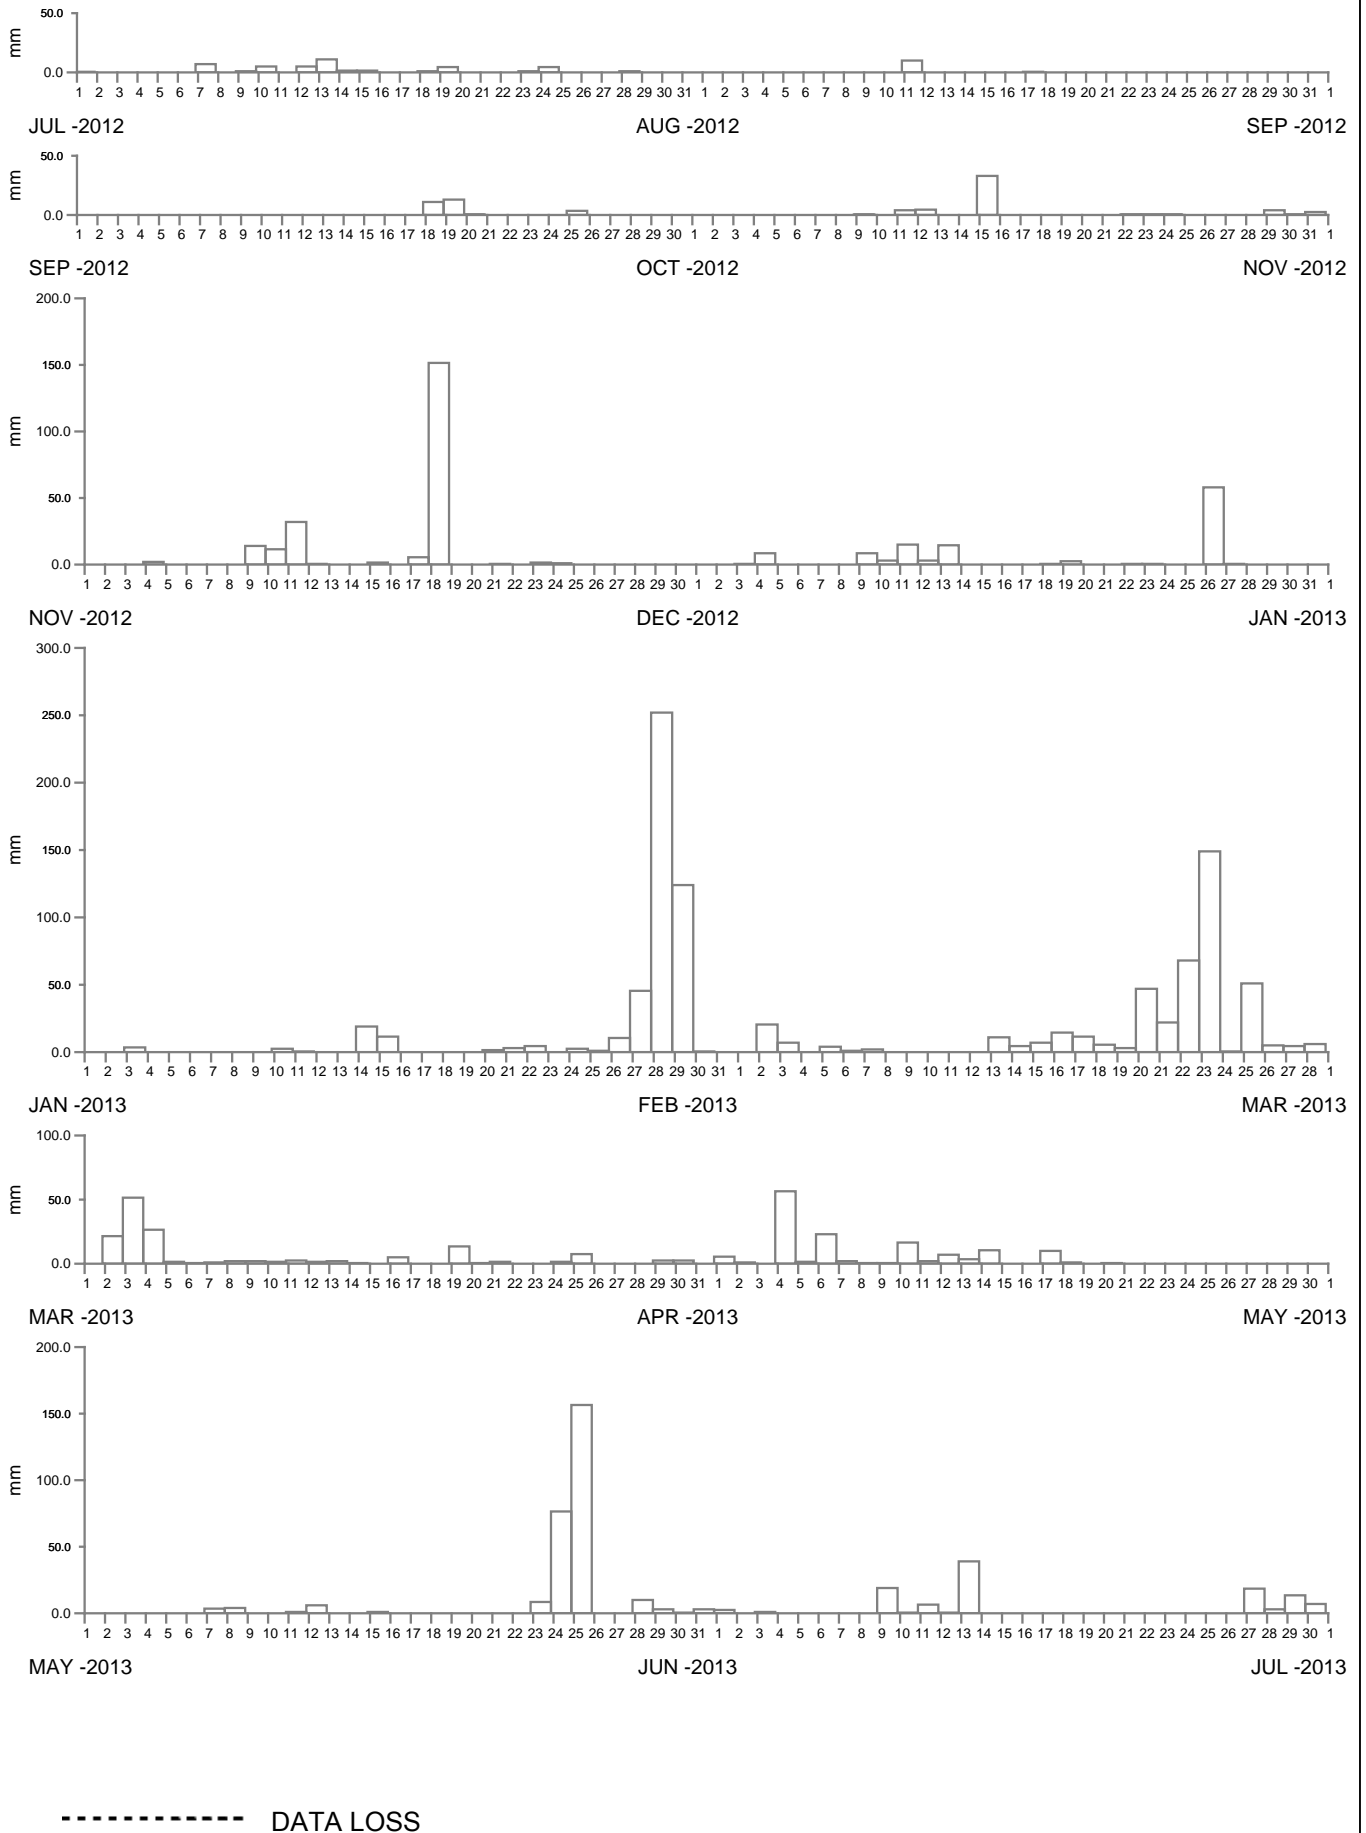 50.0
mm
0.0
1 2 3 4 5 6 7 8 9 10 11 12 13 14 15 16 17 18 19 20 21 22 23 24 25 26 27 28 29 30 31 1 2 3 4 5 6 7 8 9 10 11 12 13 14 15 16 17 18 19 20 21 22 23 24 25 26 27 28 29 30 31 1
JUL -2012 AUG -2012 SEP -2012
50.0
mm
0.0
1 2 3 4 5 6 7 8 9 10 11 12 13 14 15 16 17 18 19 20 21 22 23 24 25 26 27 28 29 30 1 2 3 4 5 6 7 8 9 10 11 12 13 14 15 16 17 18 19 20 21 22 23 24 25 26 27 28 29 30 31 1
SEP -2012 OCT -2012 NOV -2012
200.0
150.0
100.0
mm
50.0
0.0
1 2 3 4 5 6 7 8 9 10 11 12 13 14 15 16 17 18 19 20 21 22 23 24 25 26 27 28 29 30 1 2 3 4 5 6 7 8 9 10 11 12 13 14 15 16 17 18 19 20 21 22 23 24 25 26 27 28 29 30 31 1
NOV -2012 DEC -2012 JAN -2013
300.0
250.0
200.0
150.0
mm
100.0
50.0
0.0
1 2 3 4 5 6 7 8 9 10 11 12 13 14 15 16 17 18 19 20 21 22 23 24 25 26 27 28 29 30 31 1 2 3 4 5 6 7 8 9 10 11 12 13 14 15 16 17 18 19 20 21 22 23 24 25 26 27 28 1
JAN -2013 FEB -2013 MAR -2013
100.0
50.0
mm
0.0
1 2 3 4 5 6 7 8 9 10 11 12 13 14 15 16 17 18 19 20 21 22 23 24 25 26 27 28 29 30 31 1 2 3 4 5 6 7 8 9 10 11 12 13 14 15 16 17 18 19 20 21 22 23 24 25 26 27 28 29 30 1
MAR -2013 APR -2013 MAY -2013
200.0
150.0
100.0
mm
50.0
0.0
1 2 3 4 5 6 7 8 9 10 11 12 13 14 15 16 17 18 19 20 21 22 23 24 25 26 27 28 29 30 31 1 2 3 4 5 6 7 8 9 10 11 12 13 14 15 16 17 18 19 20 21 22 23 24 25 26 27 28 29 30 1
MAY -2013 JUN -2013 JUL -2013
DATA LOSS